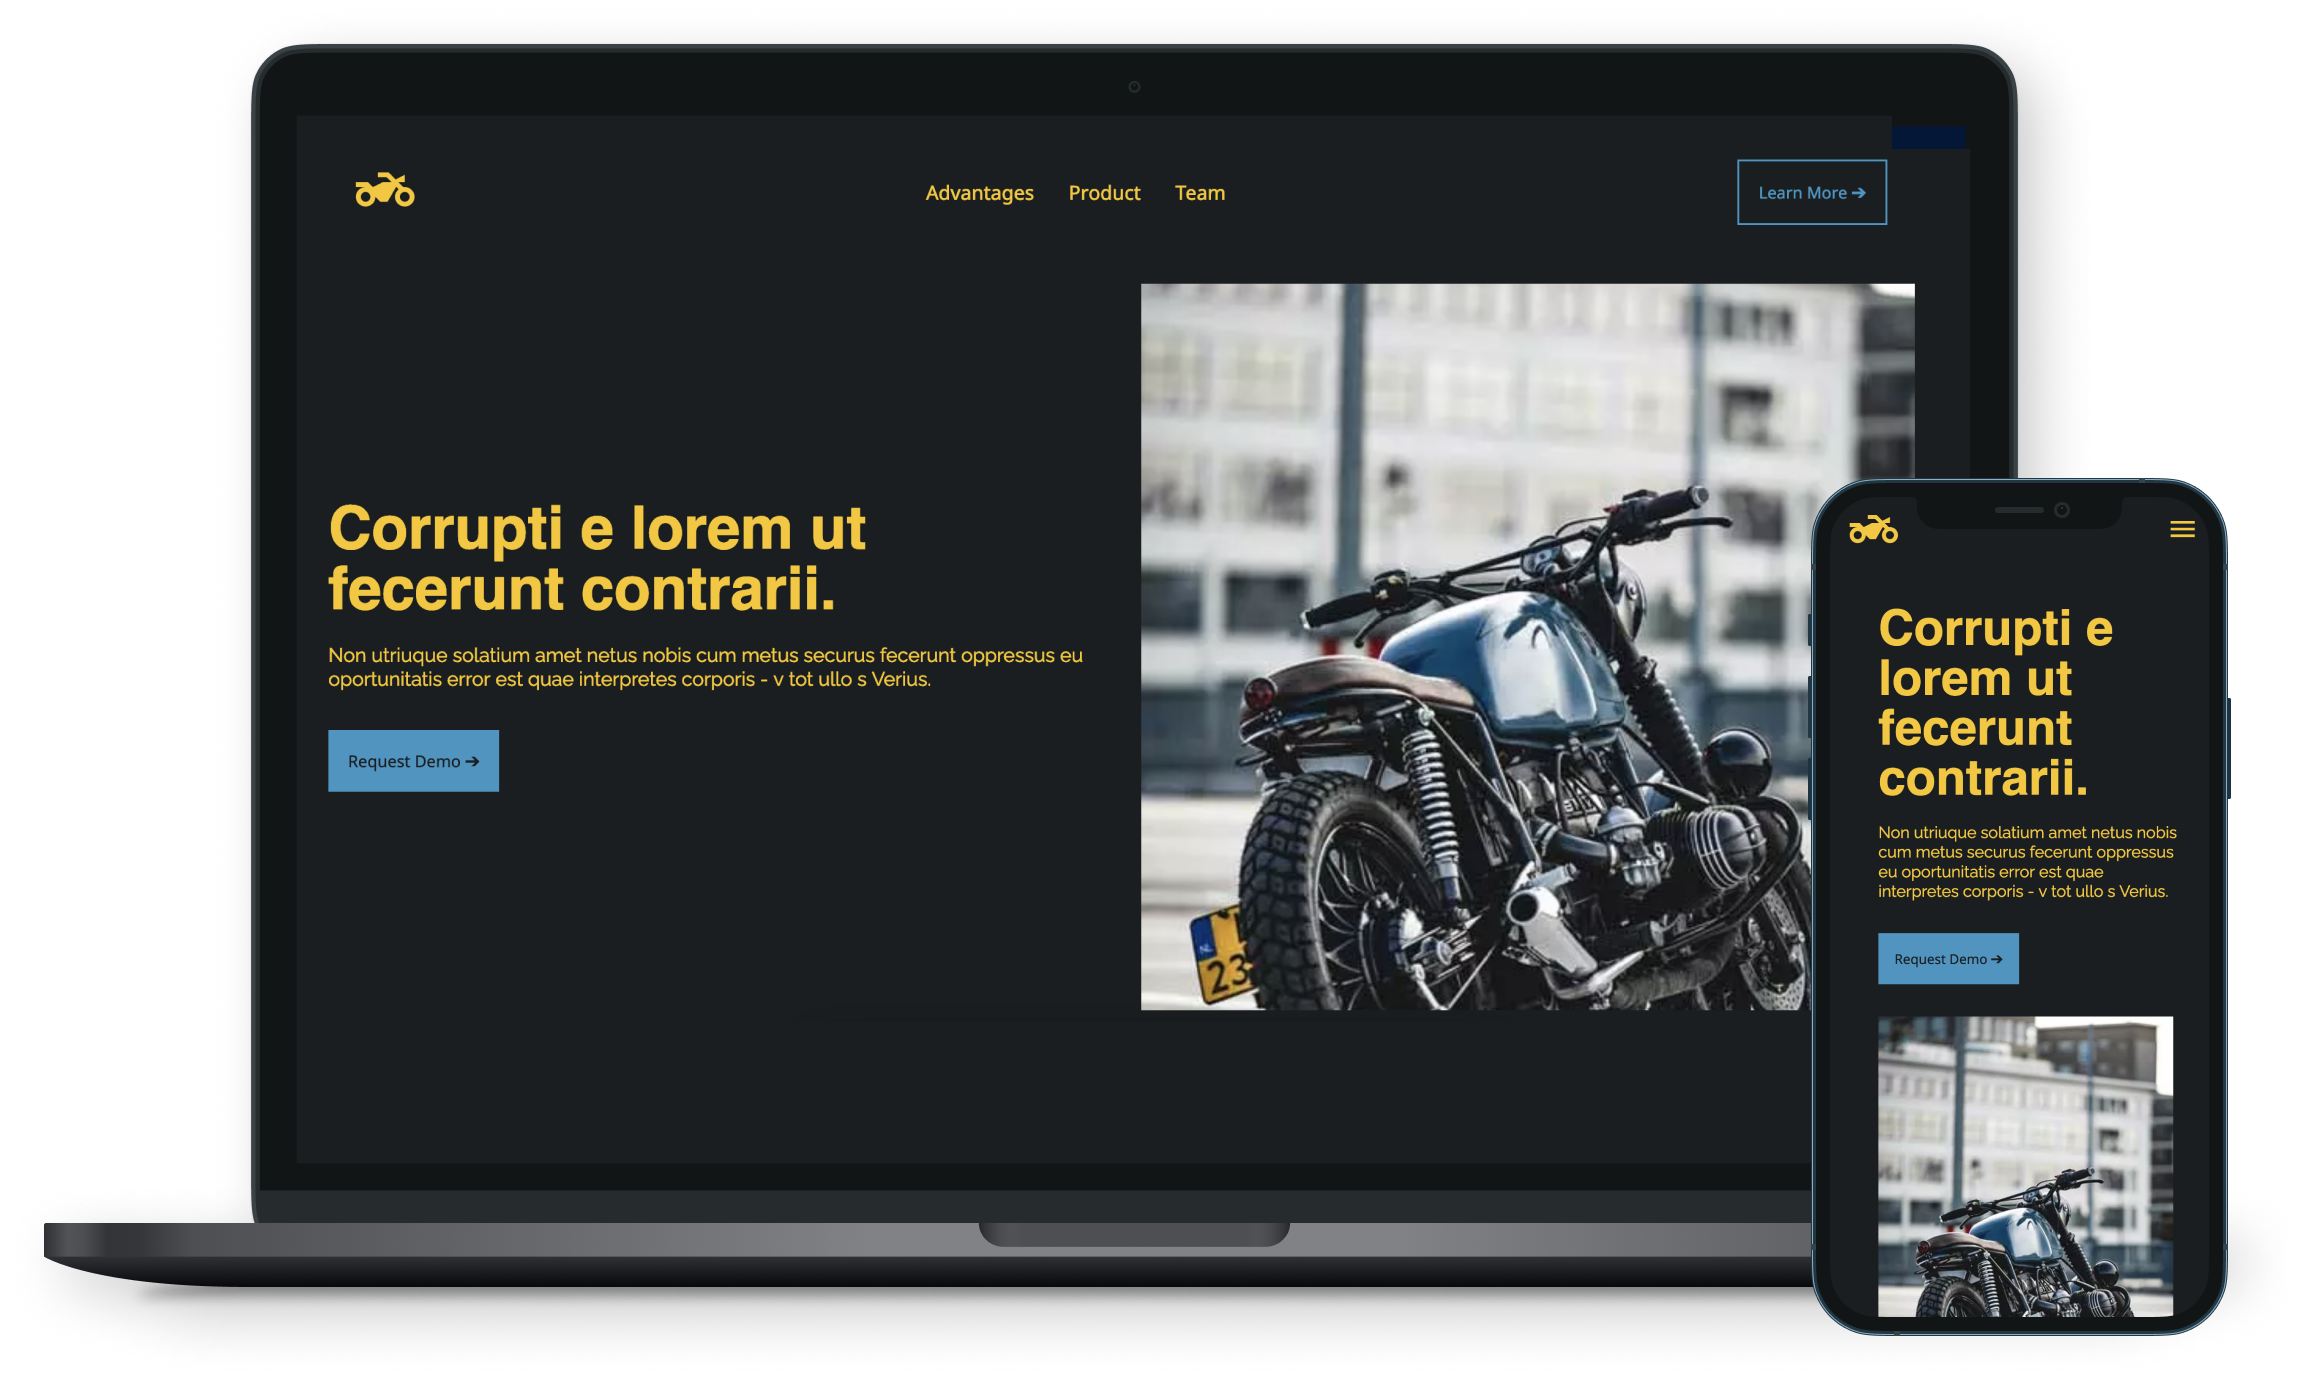 Advantages Product Team
Learn More →
Corrupti e lorem ut
fecerunt contrarii.
Non utriuque solatium amet netus nobis cum metus securus fecerunt oppressus eu
oportunitatis error est quae interpretes corporis - v tot ullo s Verius.
Request Demo →
NL
23
Corrupti e
lorem ut
fecerunt
contrarii.
Non utriuque solatium amet netus nobis
cum metus securus fecerunt oppressus
eu oportunitatis error est quae
interpretes corporis - v tot ullo s Verius.
Request Demo →